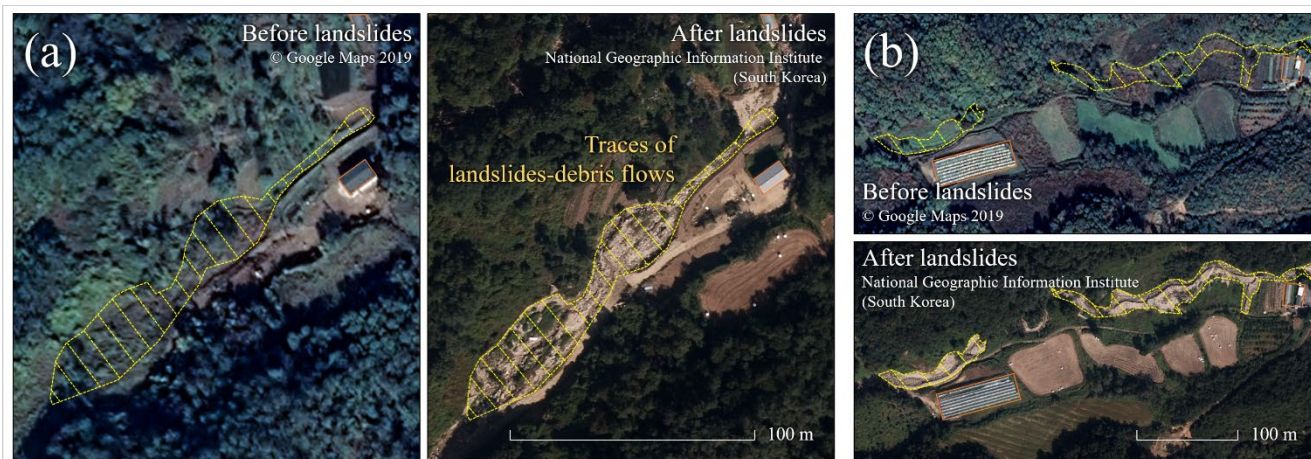 (a)
Before landslides
© Google Maps 2019
After landslides
National Geographic Information Institute
(South Korea)
Traces of
landslides-debris flows
100 m
(b)
Before landslides
© Google Maps 2019
After landslides
National Geographic Information Institute
(South Korea)
100 m